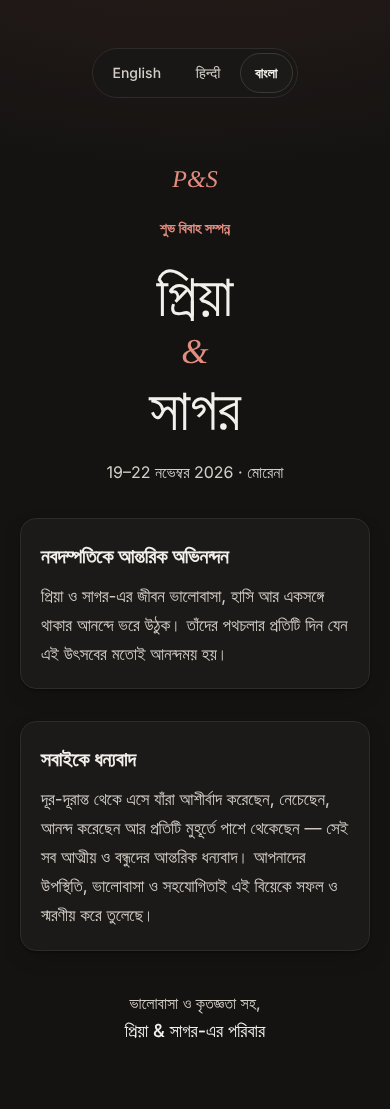 English हिन्दी বাংলা
P&S
শুভ বিবাহ সম্পন্ন
প্রিয়া
&
সাগর
19–22 নভেম্বর 2026 · মোরেনা
নবদম্পতিকে আন্তরিক অভিনন্দন
প্রিয়া ও সাগর-এর জীবন ভালোবাসা, হাসি আর একসঙ্গে
থাকার আনন্দে ভরে উঠুক। তাঁদের পথচলার প্রতিটি দিন যেন
এই উৎসবের মতোই আনন্দময় হয়।
সবাইকে ধন্যবাদ
দূর-দূরান্ত থেকে এসে যাঁরা আশীর্বাদ করেছেন, নেচেছেন,
আনন্দ করেছেন আর প্রতিটি মুহূর্তে পাশে থেকেছেন — সেই
সব আত্মীয় ও বন্ধুদের আন্তরিক ধন্যবাদ। আপনাদের
উপস্থিতি, ভালোবাসা ও সহযোগিতাই এই বিয়েকে সফল ও
স্মরণীয় করে তুলেছে।
ভালোবাসা ও কৃতজ্ঞতা সহ,
প্রিয়া & সাগর-এর পরিবার